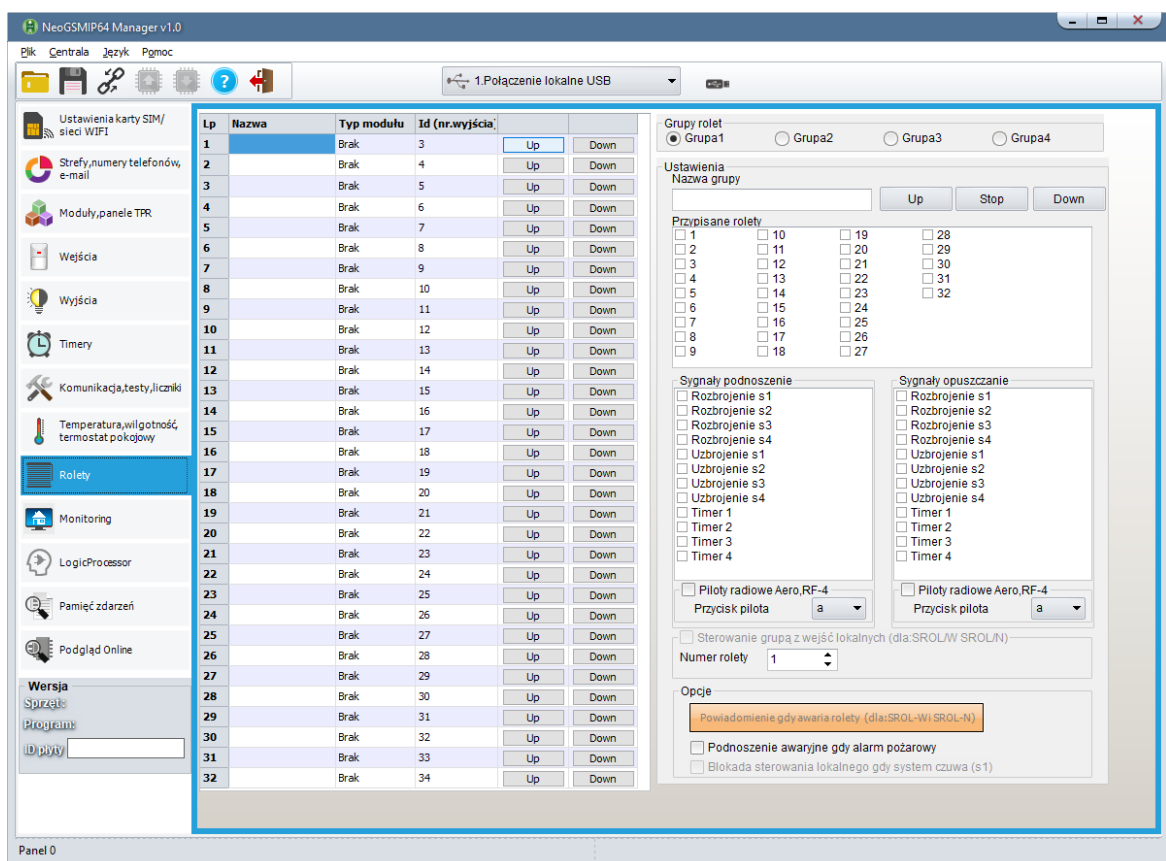 NeoGSMIP64 Manager v1.0
Plik Centrala Język Pomoc
1.Połączenie lokalne USB
Ustawienia karty SIM/
sieci WIFI
Strefy,numery telefonów,
e-mail
Moduły,panele TPR
Wejścia
Wyjścia
Timery
Komunikacja,testy,liczniki
Temperatura,wilgotność,
termostat pokojowy
Rolety
Monitoring
LogicProcessor
Pamięć zdarzeń
Podgląd Online
Wersja
Sprzęt:
Program:
ID płyty
Lp Nazwa Typ modułu Id (nr.wyjścia)
1 Brak 3 Up Down
2 Brak 4 Up Down
3 Brak 5 Up Down
4 Brak 6 Up Down
5 Brak 7 Up Down
6 Brak 8 Up Down
7 Brak 9 Up Down
8 Brak 10 Up Down
9 Brak 11 Up Down
10 Brak 12 Up Down
11 Brak 13 Up Down
12 Brak 14 Up Down
13 Brak 15 Up Down
14 Brak 16 Up Down
15 Brak 17 Up Down
16 Brak 18 Up Down
17 Brak 19 Up Down
18 Brak 20 Up Down
19 Brak 21 Up Down
20 Brak 22 Up Down
21 Brak 23 Up Down
22 Brak 24 Up Down
23 Brak 25 Up Down
24 Brak 26 Up Down
25 Brak 27 Up Down
26 Brak 28 Up Down
27 Brak 29 Up Down
28 Brak 30 Up Down
29 Brak 31 Up Down
30 Brak 32 Up Down
31 Brak 33 Up Down
32 Brak 34 Up Down
Grupy rolet
Grupa1 Grupa2 Grupa3 Grupa4
Ustawienia
Nazwa grupy
Up Stop Down
Przypisane rolety
1 10 19 28
2 11 20 29
3 12 21 30
4 13 22 31
5 14 23 32
6 15 24
7 16 25
8 17 26
9 18 27
Sygnały podnoszenie
Rozbrojenie s1
Rozbrojenie s2
Rozbrojenie s3
Rozbrojenie s4
Uzbrojenie s1
Uzbrojenie s2
Uzbrojenie s3
Uzbrojenie s4
Timer 1
Timer 2
Timer 3
Timer 4
Piloty radiowe Aero,RF-4
Przycisk pilota a
Sygnały opuszczanie
Rozbrojenie s1
Rozbrojenie s2
Rozbrojenie s3
Rozbrojenie s4
Uzbrojenie s1
Uzbrojenie s2
Uzbrojenie s3
Uzbrojenie s4
Timer 1
Timer 2
Timer 3
Timer 4
Piloty radiowe Aero,RF-4
Przycisk pilota a
Sterowanie grupą z wejść lokalnych (dla:SROL/W SROL/N)
Numer rolety 1
Opcje
Powiadomienie gdy awaria rolety (dla:SROL-W i SROL-N)
Podnoszenie awaryjne gdy alarm pożarowy
Blokada sterowania lokalnego gdy system czuwa (s1)
Panel 0